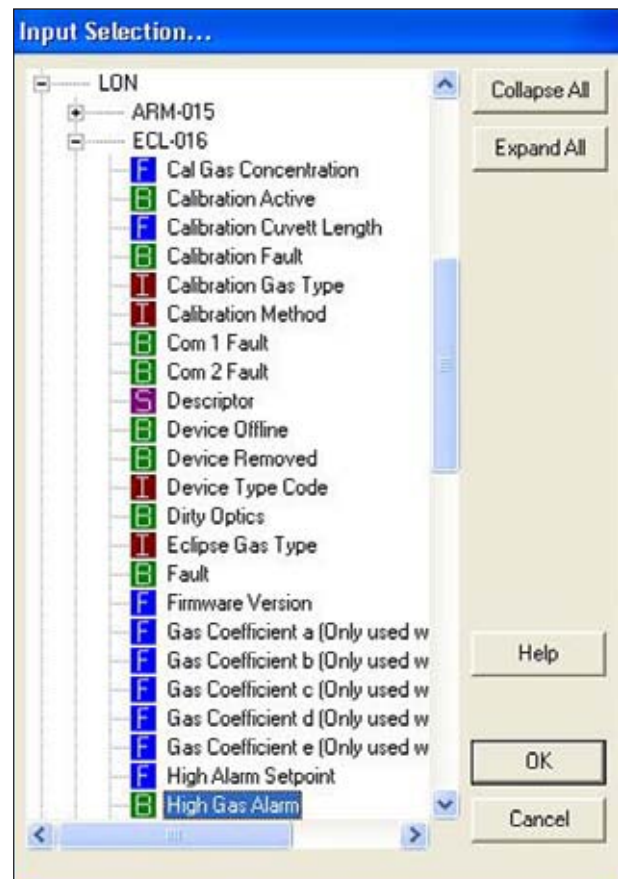 Input Selection...
LON
ARM-015
ECL-016
F Cal Gas Concentration
B Calibration Active
F Calibration Cuvett Length
B Calibration Fault
I Calibration Gas Type
I Calibration Method
B Com 1 Fault
B Com 2 Fault
S Descriptor
B Device Offline
B Device Removed
I Device Type Code
B Dirty Optics
I Eclipse Gas Type
B Fault
F Firmware Version
F Gas Coefficient a (Only used w
F Gas Coefficient b (Only used w
F Gas Coefficient c (Only used w
F Gas Coefficient d (Only used w
F Gas Coefficient e (Only used w
F High Alarm Setpoint
B High Gas Alarm
Collapse All
Expand All
Help
OK
Cancel